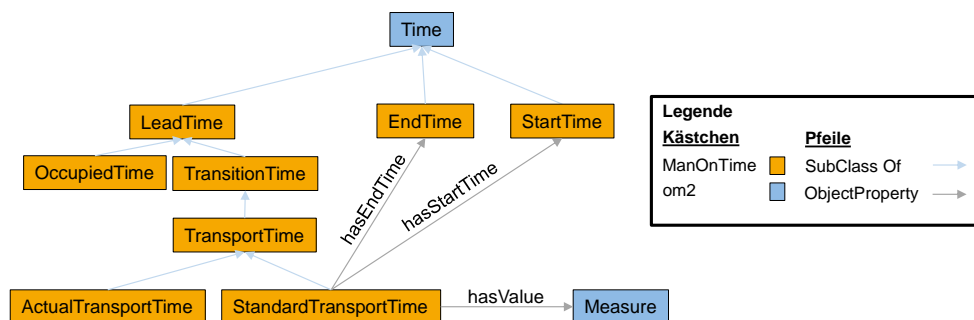 Time
LeadTime
EndTime
StartTime
OccupiedTime
TransitionTime
TransportTime
ActualTransportTime
StandardTransportTime
Measure
hasEndTime
hasStartTime
hasValue
Legende
Kästchen Pfeile
ManOnTime SubClass Of
om2 ObjectProperty